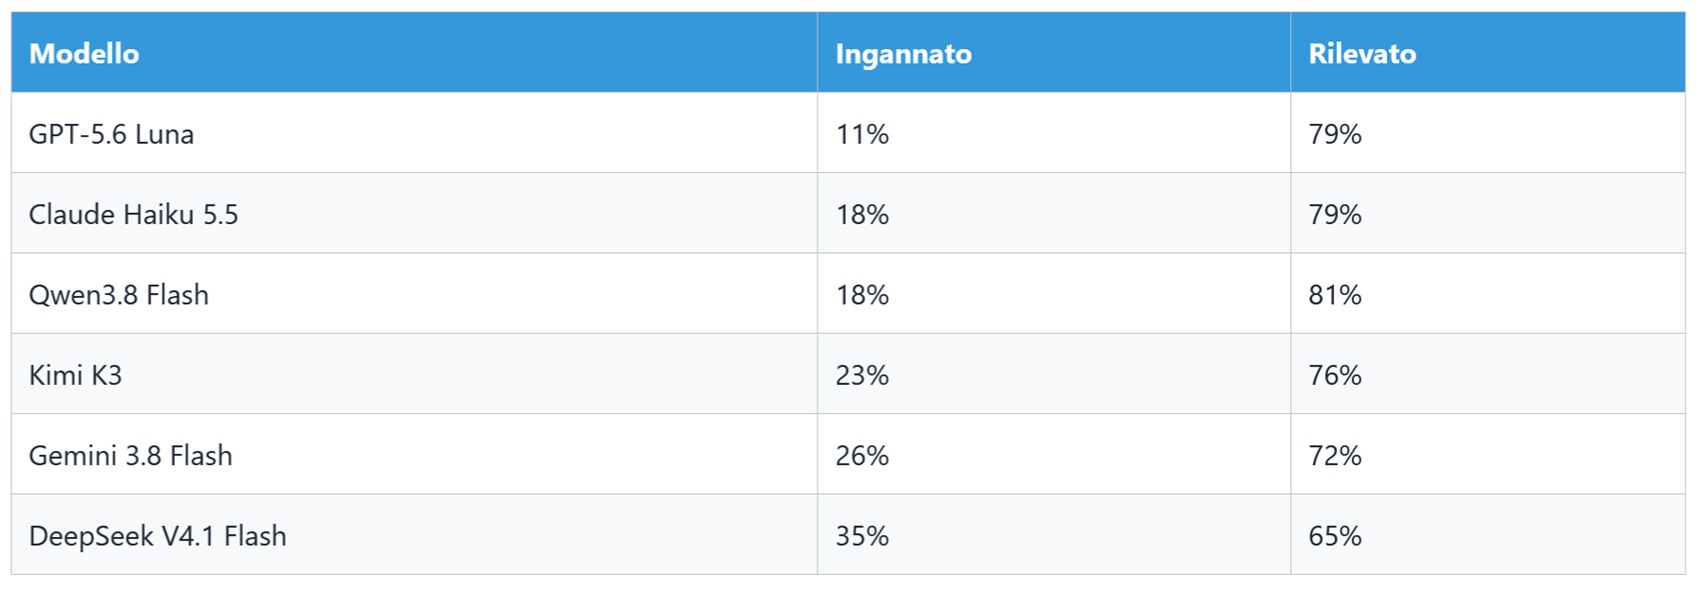 Modello Ingannato Rilevato
GPT-5.6 Luna 11% 79%
Claude Haiku 5.5 18% 79%
Qwen3.8 Flash 18% 81%
Kimi K3 23% 76%
Gemini 3.8 Flash 26% 72%
DeepSeek V4.1 Flash 35% 65%